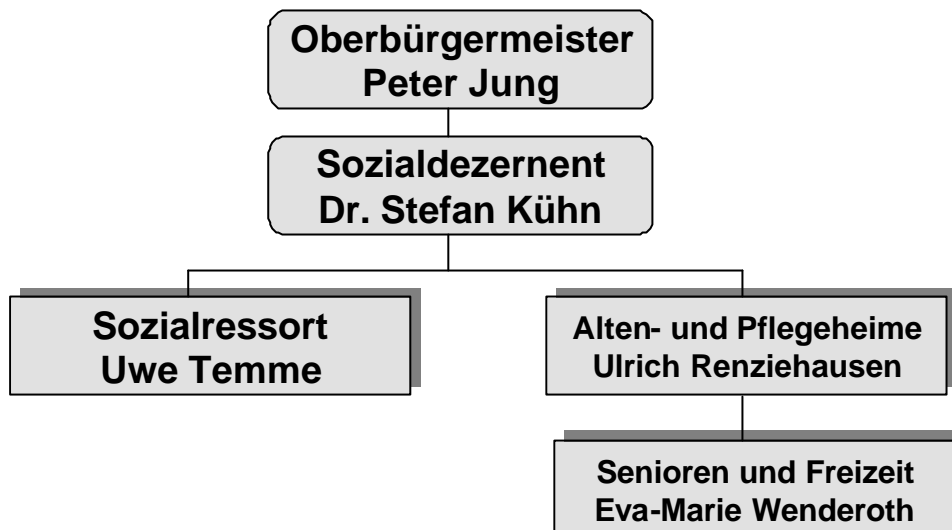 Oberbürgermeister
Peter Jung
Sozialdezernent
Dr. Stefan Kühn
Sozialressort
Uwe Temme
Alten- und Pflegeheime
Ulrich Renziehausen
Senioren und Freizeit
Eva-Marie Wenderoth